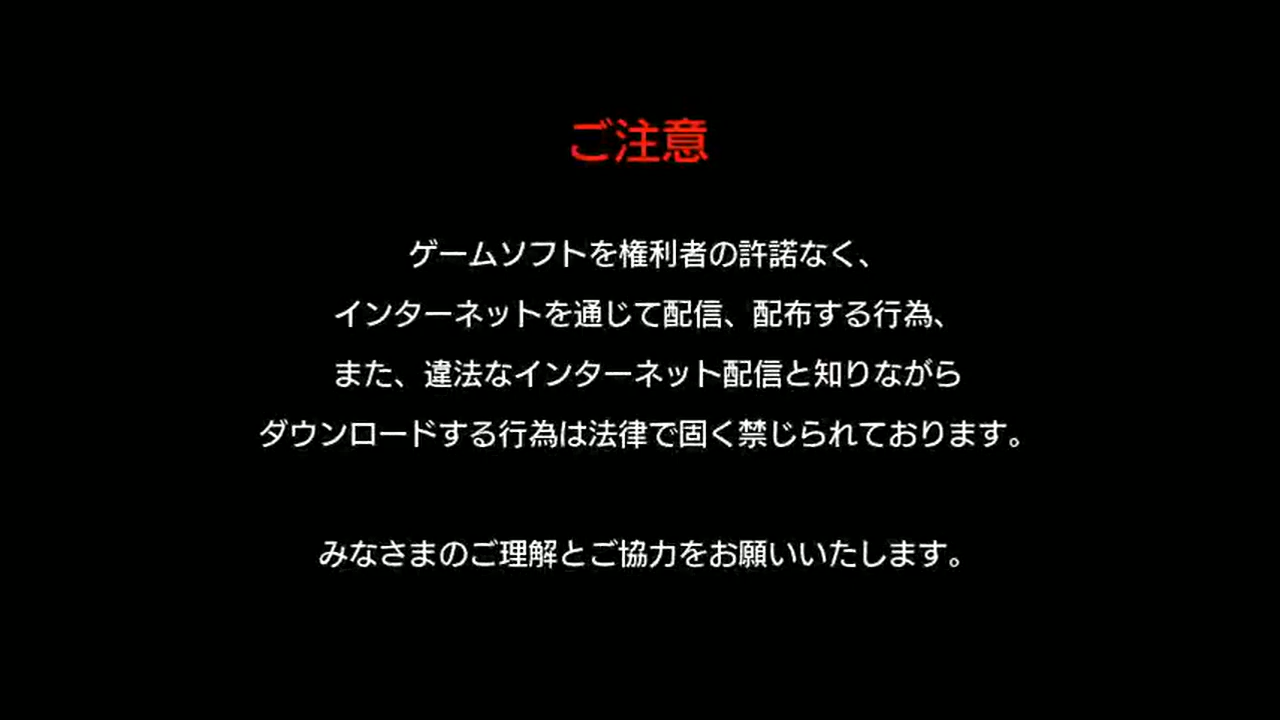 ご注意
ゲームソフトを権利者の許諾なく、
インターネットを通じて配信、配布する行為、
また、違法なインターネット配信と知りながら
ダウンロードする行為は法律で固く禁じられております。
みなさまのご理解とご協力をお願いいたします。